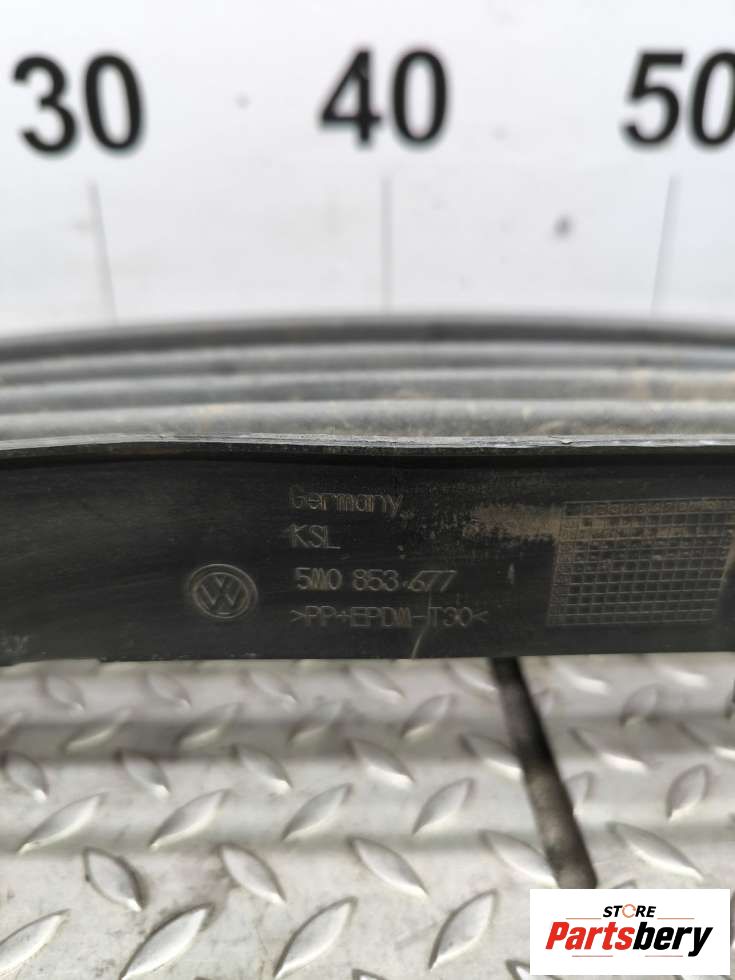 30 40 50
Germany
KSL
5M0 853 677
>PP+EPDM-T30<
STORE
Partsbery